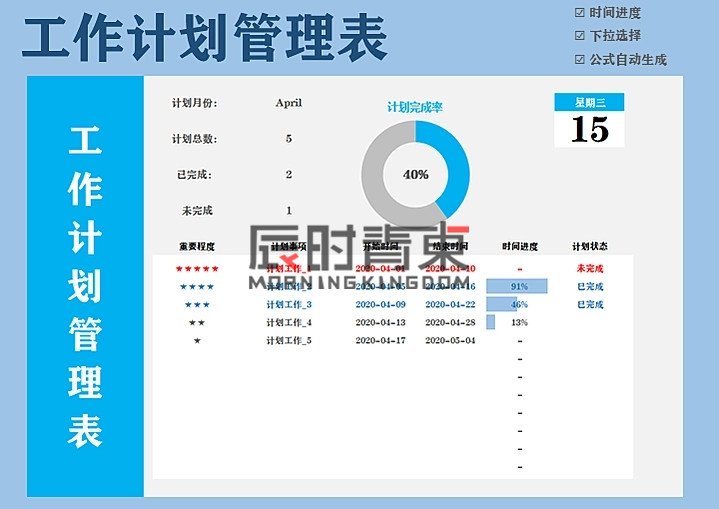 工作计划管理表
☑ 时间进度
☑ 下拉选择
☑ 公式自动生成
工作计划管理表
计划月份: April
计划总数: 5
已完成: 2
未完成 1
计划完成率
40%
星期三
15
辰时青束
MORNINGKINGDOM
重要程度 计划事项 开始时间 结束时间 时间进度 计划状态
★★★★★ 计划工作_1 2020-04-01 2020-04-10 - 未完成
★★★★ 计划工作_2 2020-04-05 2020-04-16 91% 已完成
★★★ 计划工作_3 2020-04-09 2020-04-22 46% 已完成
★★ 计划工作_4 2020-04-13 2020-04-28 13%
★ 计划工作_5 2020-04-17 2020-05-04 -
-
-
-
-
-
-
-